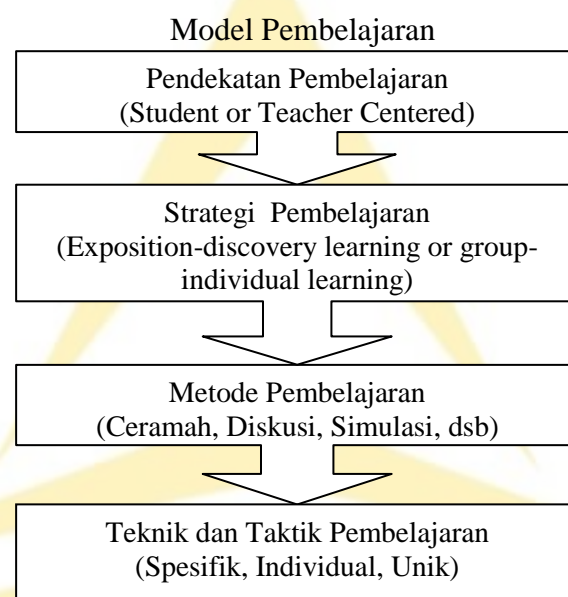 Model Pembelajaran
Pendekatan Pembelajaran
(Student or Teacher Centered)
Strategi Pembelajaran
(Exposition-discovery learning or group-
individual learning)
Metode Pembelajaran
(Ceramah, Diskusi, Simulasi, dsb)
Teknik dan Taktik Pembelajaran
(Spesifik, Individual, Unik)